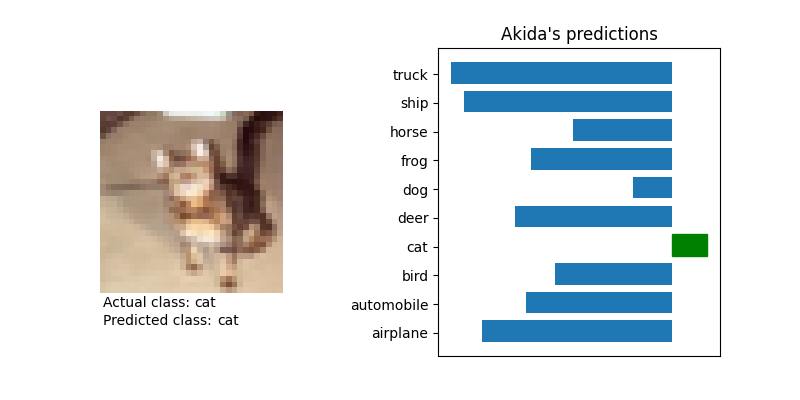 Akida's predictions
truck
ship
horse
frog
dog
deer
cat
bird
automobile
airplane
Actual class: cat
Predicted class: cat